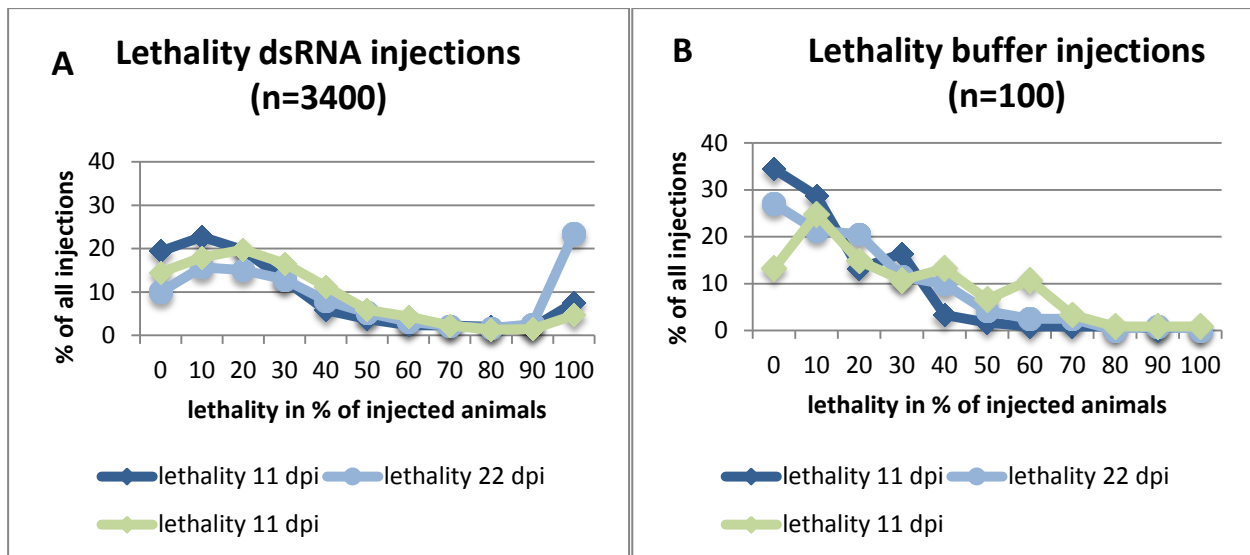 A
Lethality dsRNA injections
(n=3400)
% of all injections
40
30
20
10
0
0 10 20 30 40 50 60 70 80 90 100
lethality in % of injected animals
lethality 11 dpi lethality 22 dpi
lethality 11 dpi
B
Lethality buffer injections
(n=100)
% of all injections
40
30
20
10
0
0 10 20 30 40 50 60 70 80 90 100
lethality in % of injected animals
lethality 11 dpi lethality 22 dpi
lethality 11 dpi